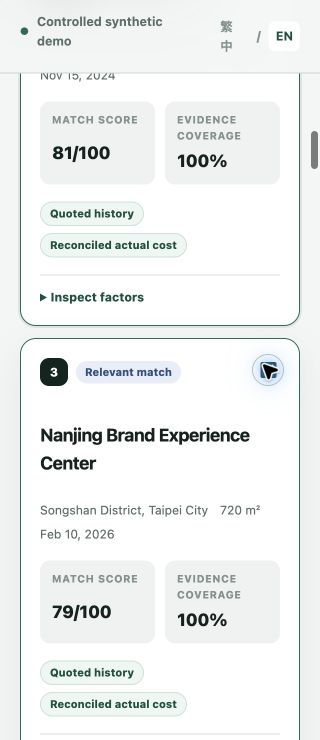 Controlled synthetic
demo
繁
中
/
EN
Nov 15, 2024
MATCH SCORE
81/100
EVIDENCE
COVERAGE
100%
Quoted history
Reconciled actual cost
Inspect factors
3
Relevant match
Nanjing Brand Experience
Center
Songshan District, Taipei City 720 m²
Feb 10, 2026
MATCH SCORE
79/100
EVIDENCE
COVERAGE
100%
Quoted history
Reconciled actual cost